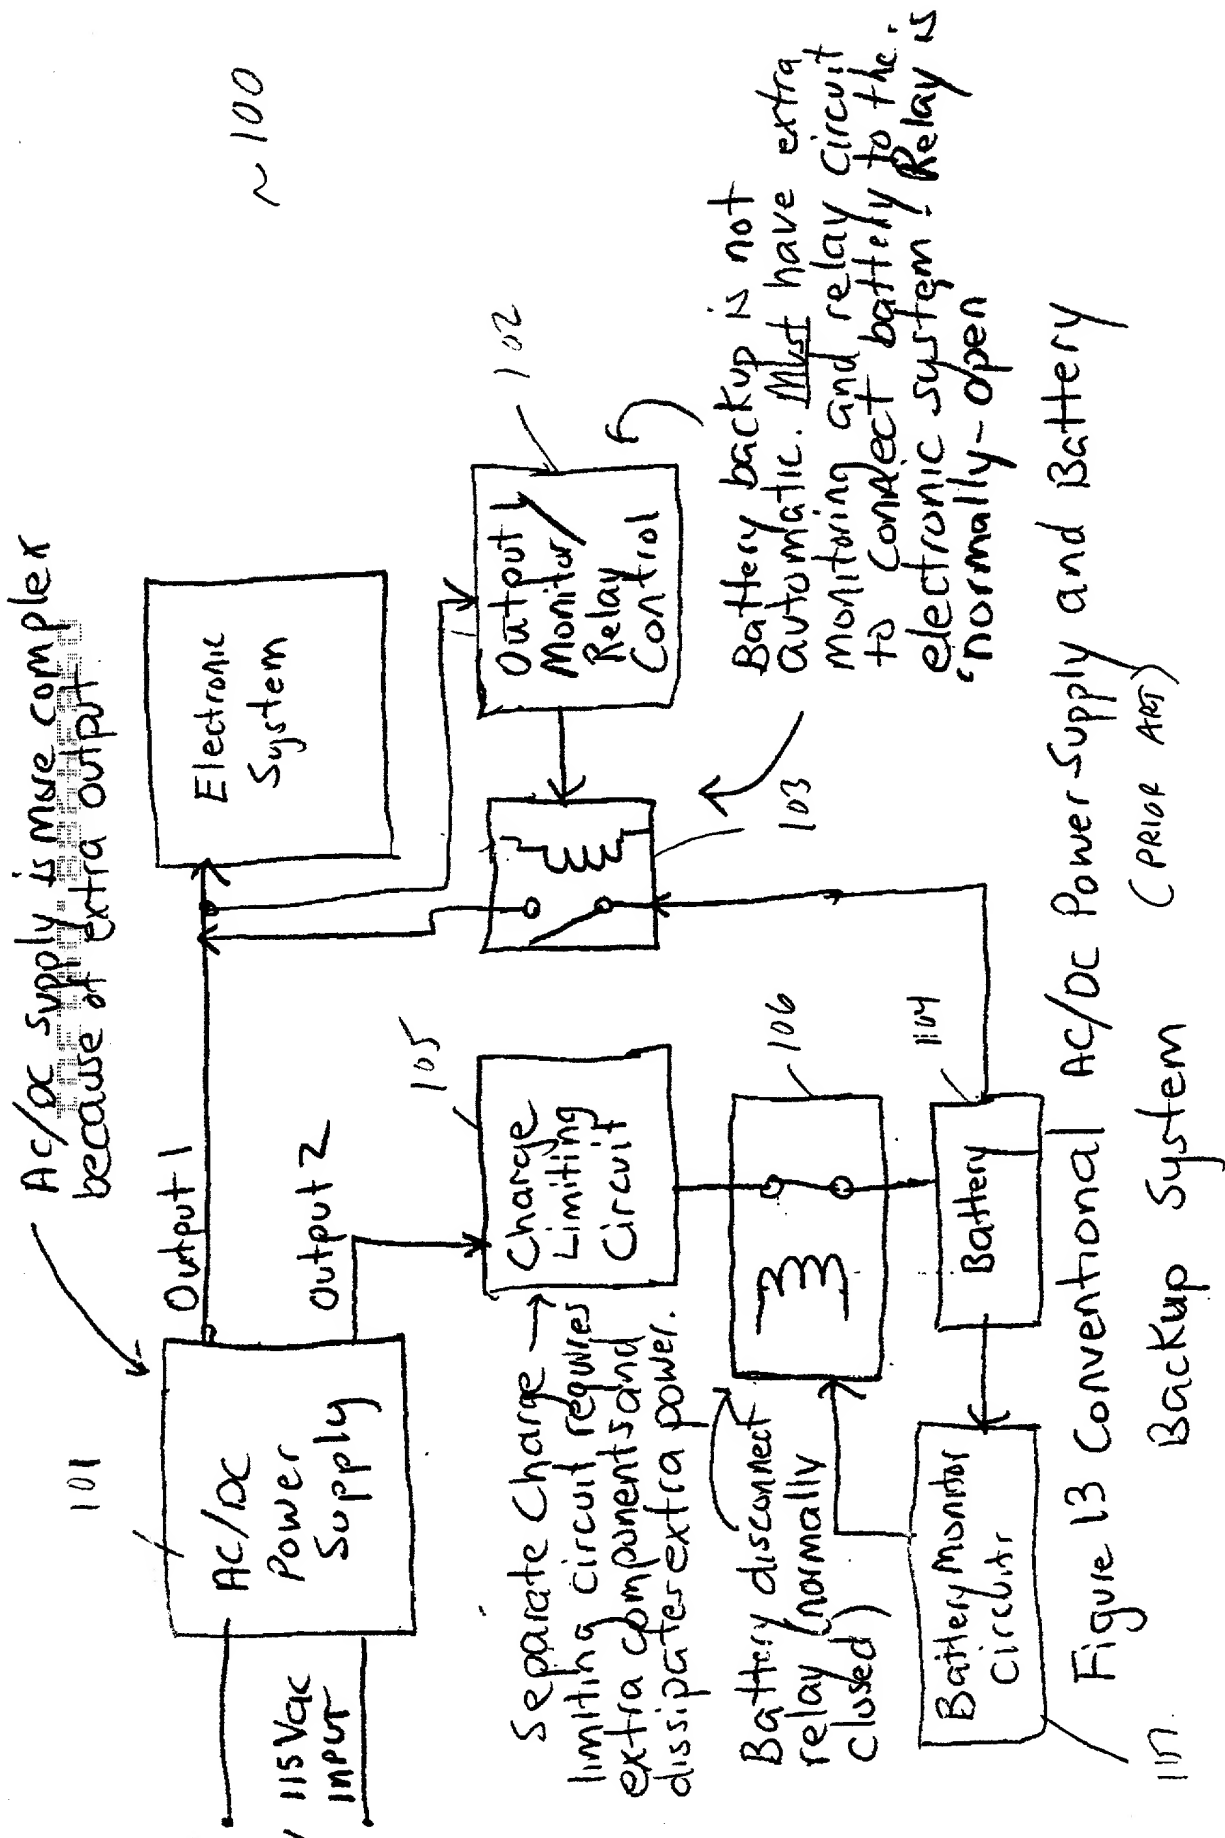 AC/DC supply is more complex
because of extra output
~ 100
101
AC/DC
Power
Supply
115 Vac
INPUT
Output 1
Output 2
Electronic
System
105
Charge
Limiting
Circuit
Separate Charge
limiting circuit requires
extra components and
dissipates extra power.
102
Output 1
Monitor/
Relay
Control
103
Battery backup is not
automatic. Must have extra
monitoring and relay circuit
to connect battery to the
electronic system. Relay is
"normally-open
106
Battery disconnect
relay (normally
closed)
104
Battery
Battery Monitor
Circuitr
107
Figure 13 Conventional AC/DC Power Supply and Battery
Backup System
(PRIOR ART)